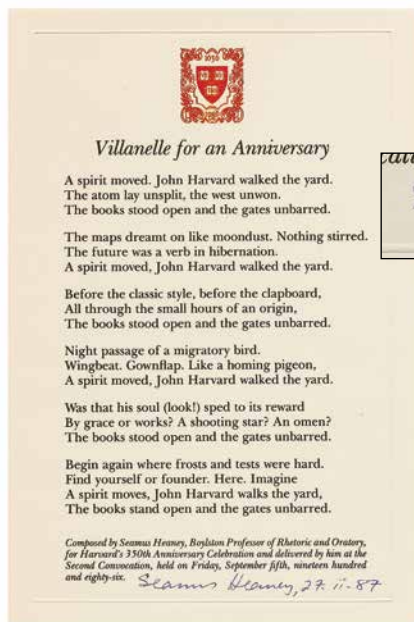 Villanelle for an Anniversary
A spirit moved. John Harvard walked the yard.
The atom lay unsplit, the west unwon.
The books stood open and the gates unbarred.
The maps dreamt on like moondust. Nothing stirred.
The future was a verb in hibernation.
A spirit moved, John Harvard walked the yard.
Before the classic style, before the clapboard,
All through the small hours of an origin,
The books stood open and the gates unbarred.
Night passage of a migratory bird.
Wingbeat. Gownflap. Like a homing pigeon,
A spirit moved, John Harvard walked the yard.
Was that his soul (look!) sped to its reward
By grace or works? A shooting star? An omen?
The books stood open and the gates unbarred.
Begin again where frosts and tests were hard.
Find yourself or founder. Here. Imagine
A spirit moves, John Harvard walks the yard,
The books stand open and the gates unbarred.
Composed by Seamus Heaney, Boylston Professor of Rhetoric and Oratory,
for Harvard's 350th Anniversary Celebration and delivered by him at the
Second Convocation, held on Friday, September fifth, nineteen hundred
and eighty-six. Seamus Heaney, 27. ii. 87